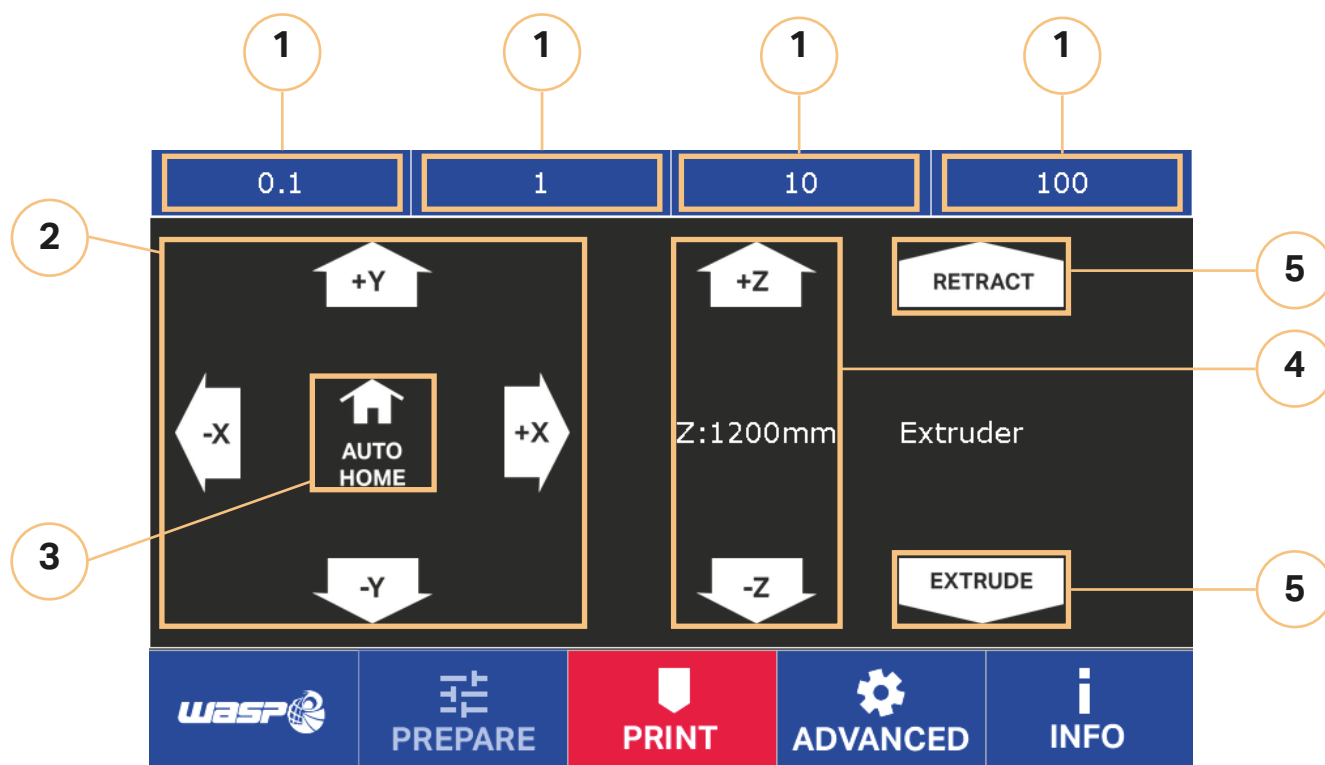 1 1 1 1
0.1 1 10 100
2
+Y +Z RETRACT
5
4
-X AUTO
HOME +X Z:1200mm Extruder
3
-Y -Z EXTRUDE
5
WASP PREPARE PRINT ADVANCED INFO